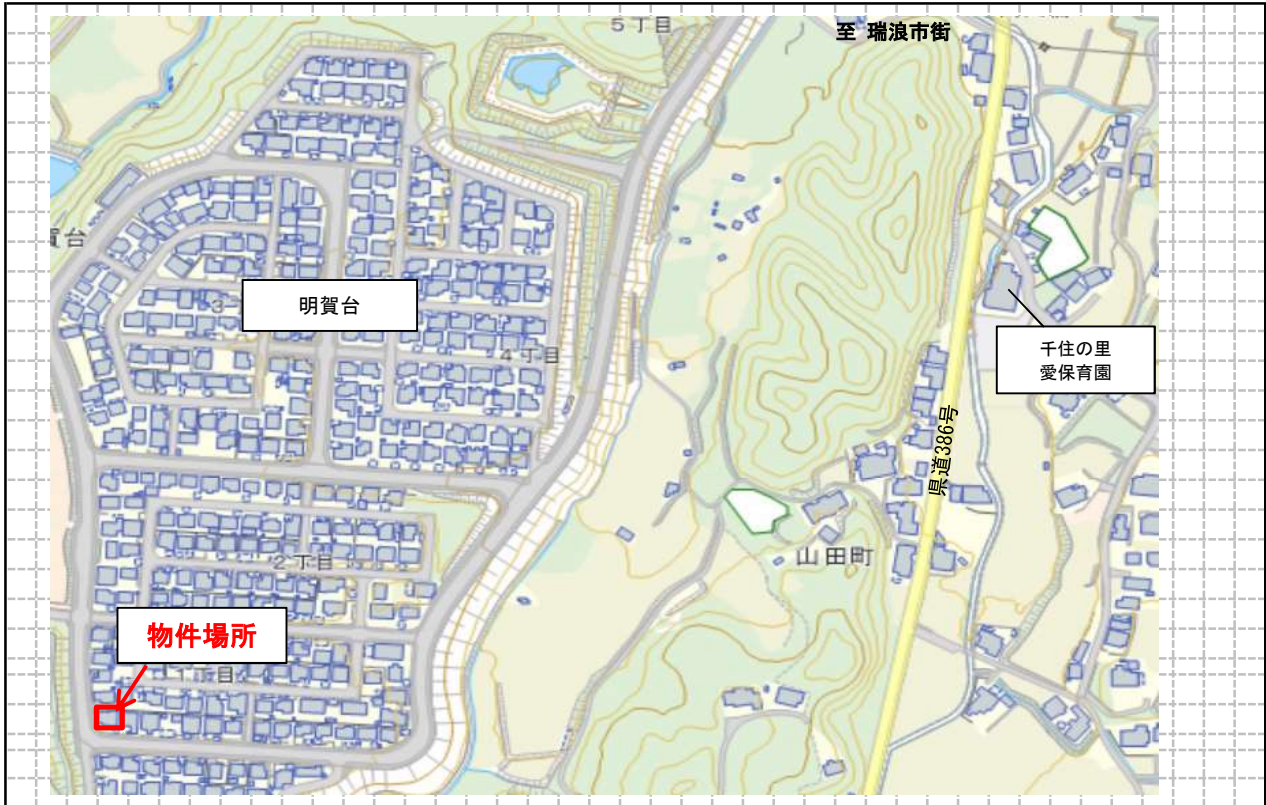 5丁目
至 瑞浪市街
賀台
3
明賀台
4丁目
千住の里
愛保育園
県道386号
2丁目
山田町
物件場所
1丁目